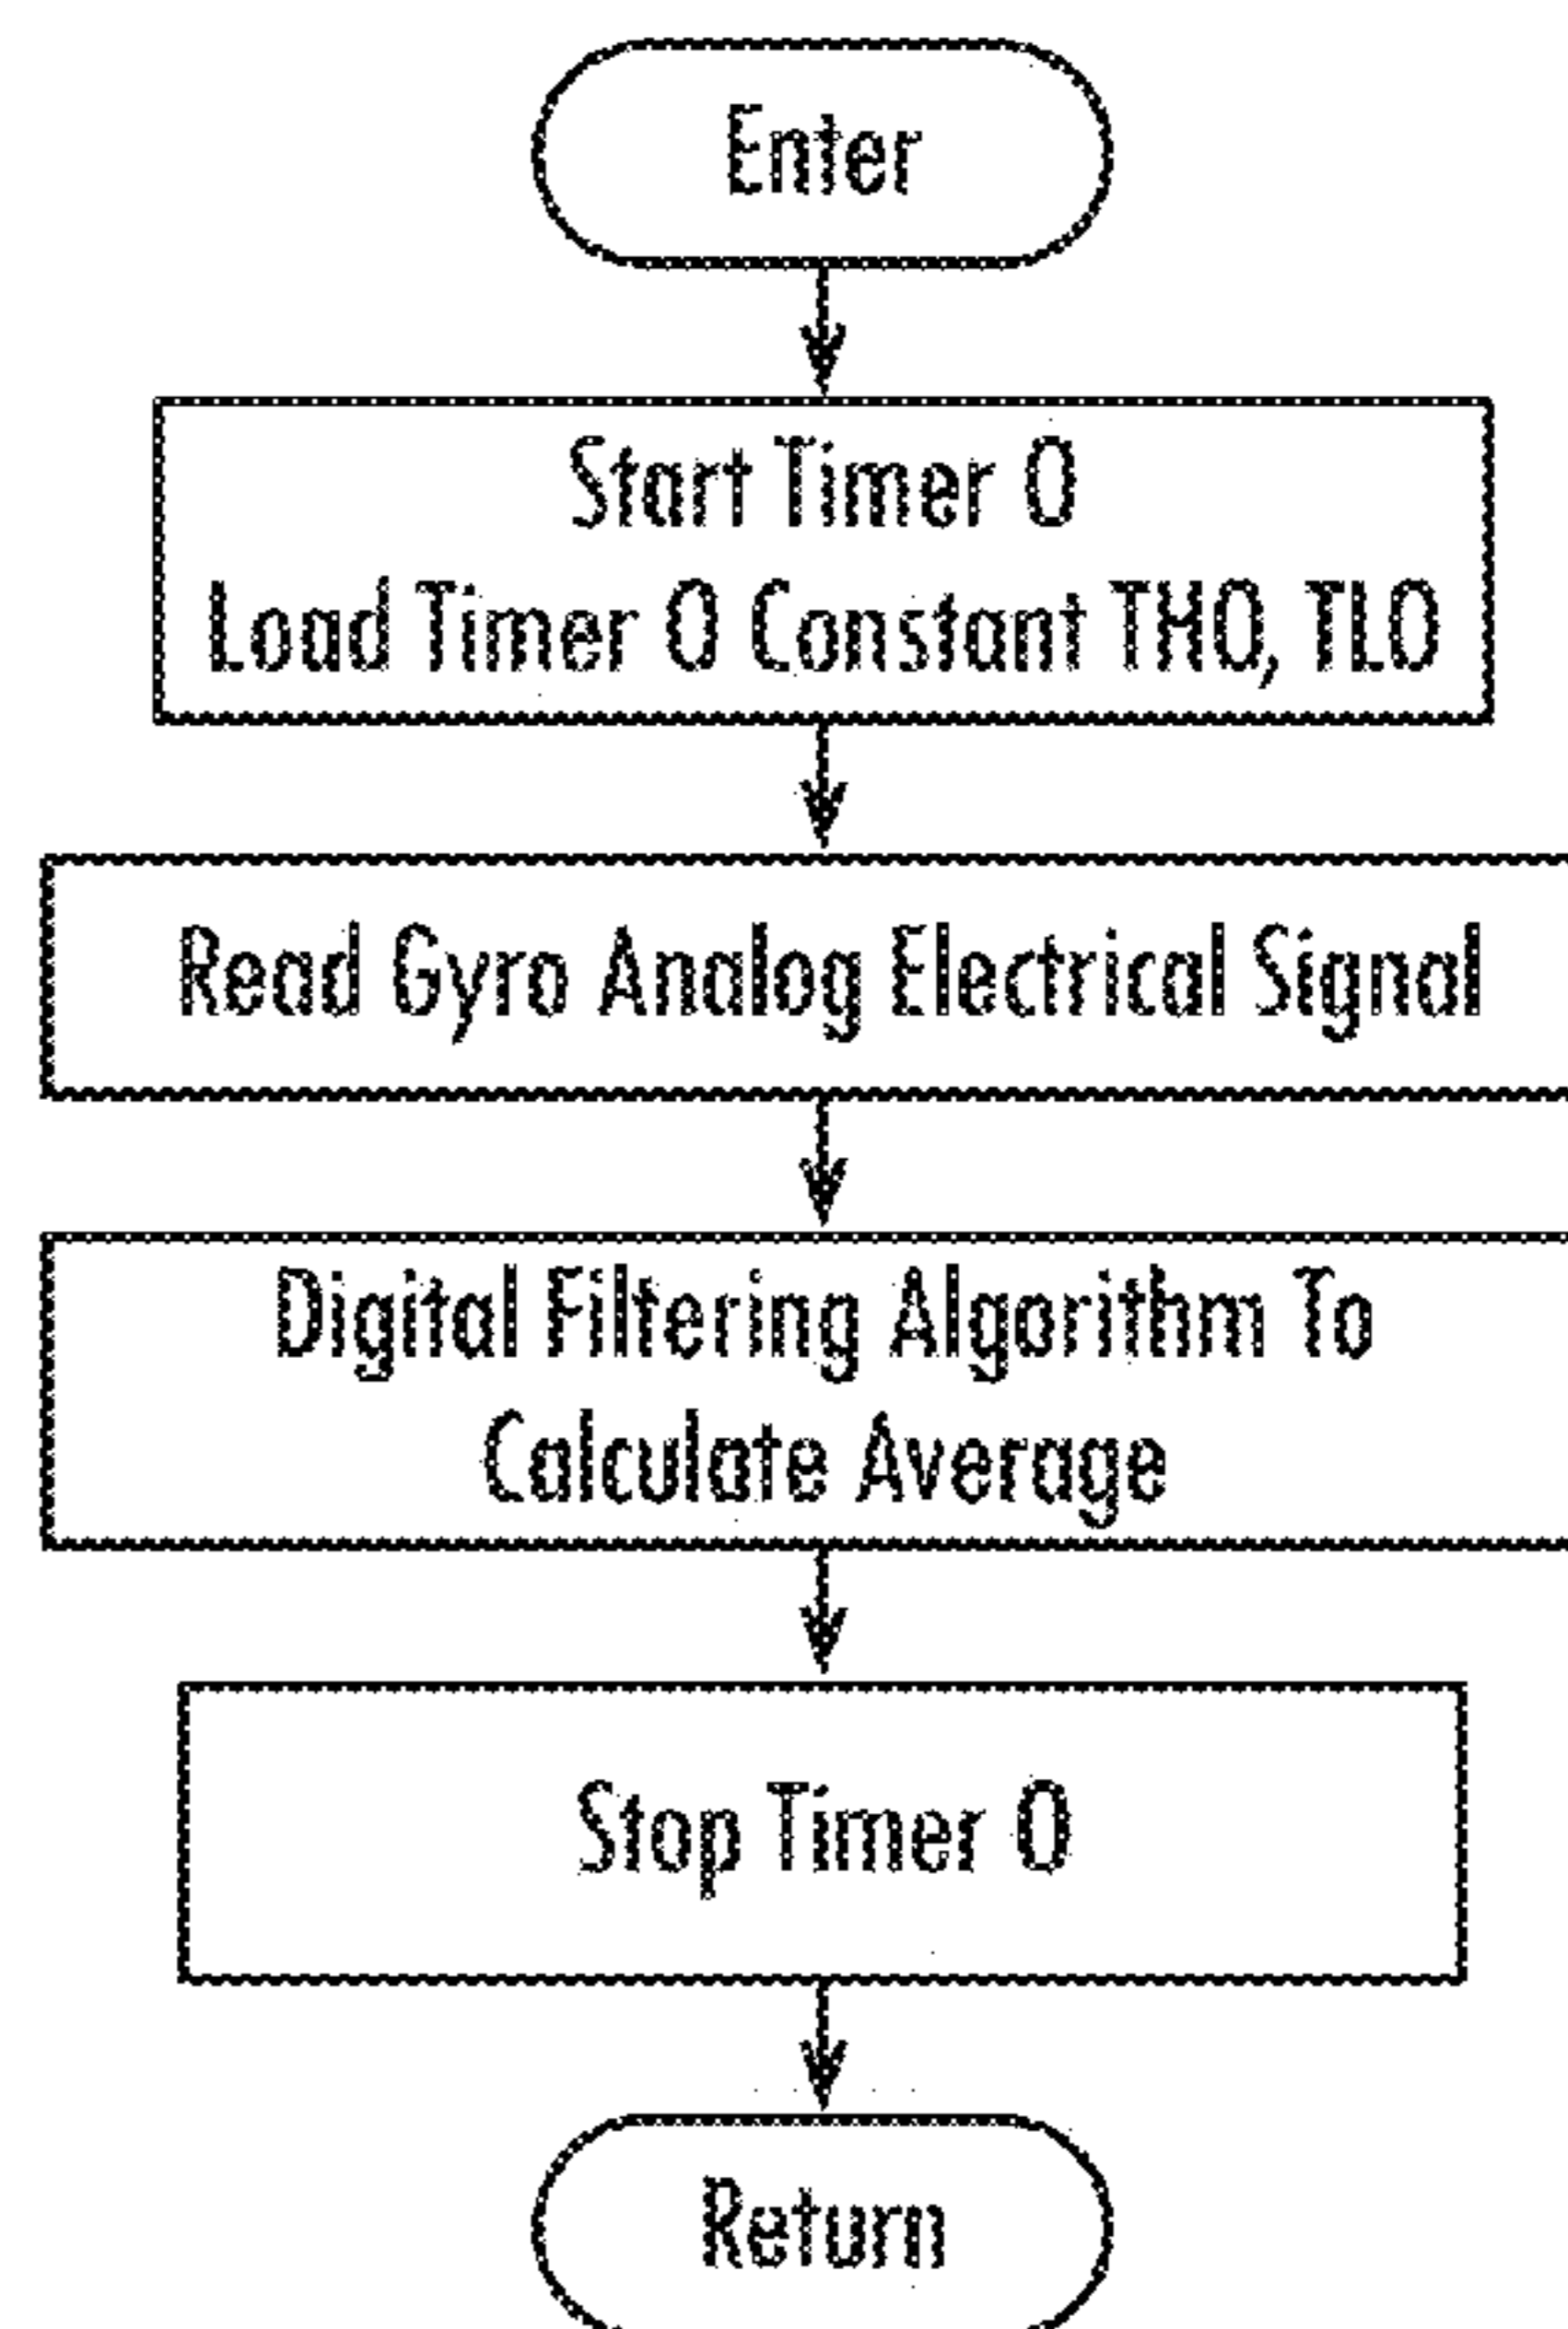 Enter
Start Timer 0
Load Timer 0 Constant TH0, TL0
Read Gyro Analog Electrical Signal
Digital Filtering Algorithm To
Calculate Average
Stop Timer 0
Return